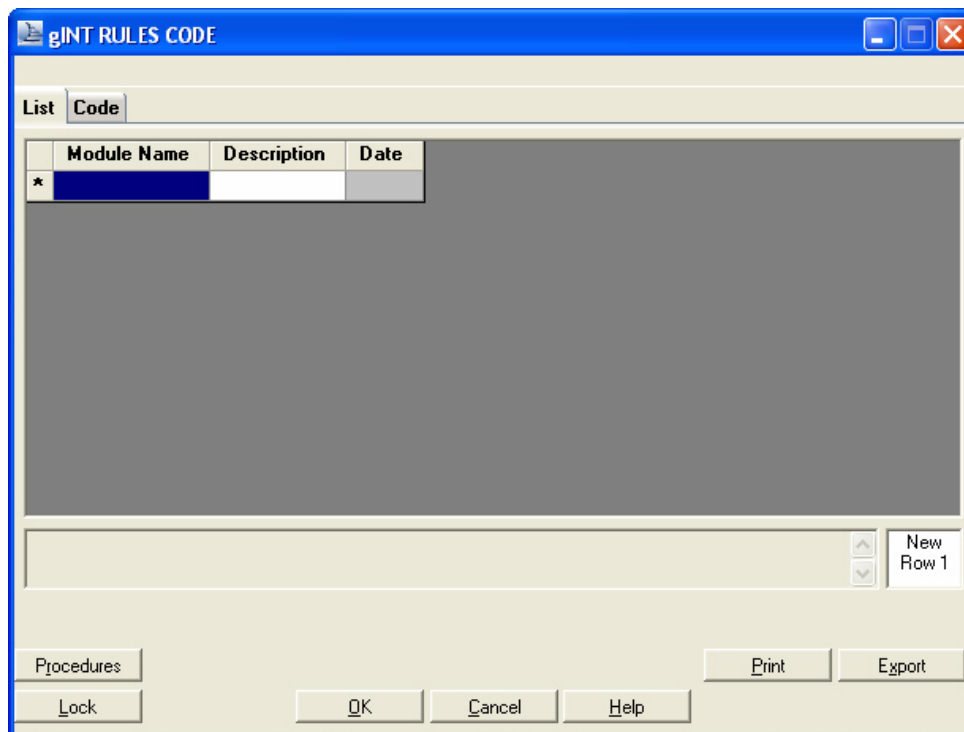 gINT RULES CODE
List Code
Module Name Description Date
*
New
Row 1
Procedures Print Export
Lock OK Cancel Help